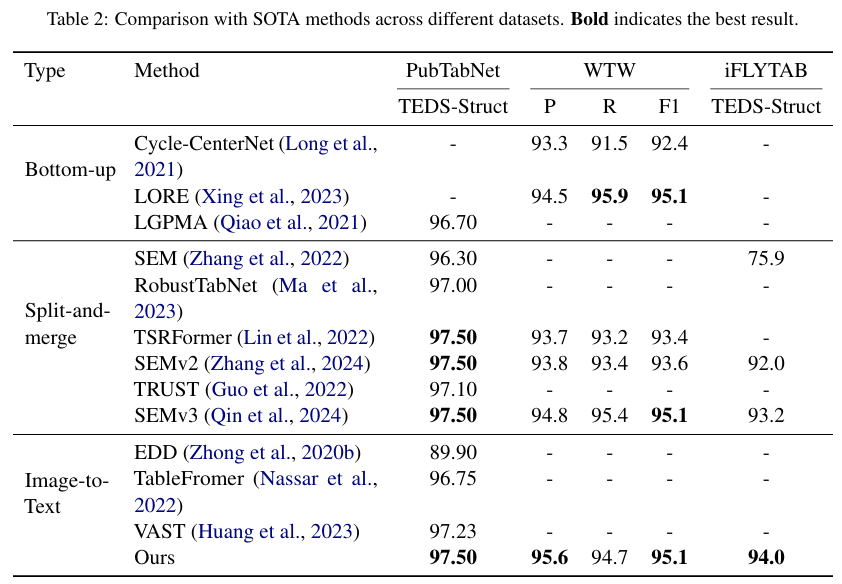 Table 2: Comparison with SOTA methods across different datasets. Bold indicates the best result.
Type Method PubTabNet WTW iFLYTAB
TEDS-Struct P R F1 TEDS-Struct
Cycle-CenterNet (Long et al., - 93.3 91.5 92.4 -
Bottom-up 2021)
LORE (Xing et al., 2023) - 94.5 95.9 95.1 -
LGPMA (Qiao et al., 2021) 96.70 - - - -
SEM (Zhang et al., 2022) 96.30 - - - 75.9
RobustTabNet (Ma et al., 97.00 - - - -
Split-and- 2023)
merge TSRFormer (Lin et al., 2022) 97.50 93.7 93.2 93.4 -
SEMv2 (Zhang et al., 2024) 97.50 93.8 93.4 93.6 92.0
TRUST (Guo et al., 2022) 97.10 - - - -
SEMv3 (Qin et al., 2024) 97.50 94.8 95.4 95.1 93.2
EDD (Zhong et al., 2020b) 89.90 - - - -
Image-to- TableFromer (Nassar et al., 96.75 - - - -
Text 2022)
VAST (Huang et al., 2023) 97.23 - - - -
Ours 97.50 95.6 94.7 95.1 94.0